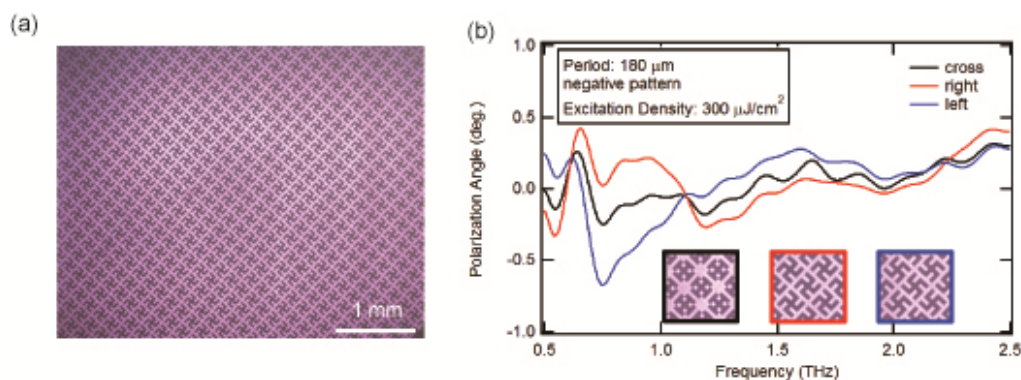 (a)
1 mm
(b)
Period: 180 μm
negative pattern
Excitation Density: 300 μJ/cm²
cross
right
left
Polarization Angle (deg.)
1.0
0.5
0.0
-0.5
-1.0
0.5 1.0 1.5 2.0 2.5
Frequency (THz)